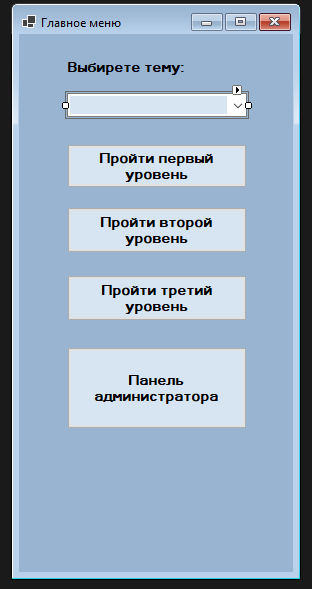 Главное меню
Выбирете тему:
Пройти первый
уровень
Пройти второй
уровень
Пройти третий
уровень
Панель
администратора